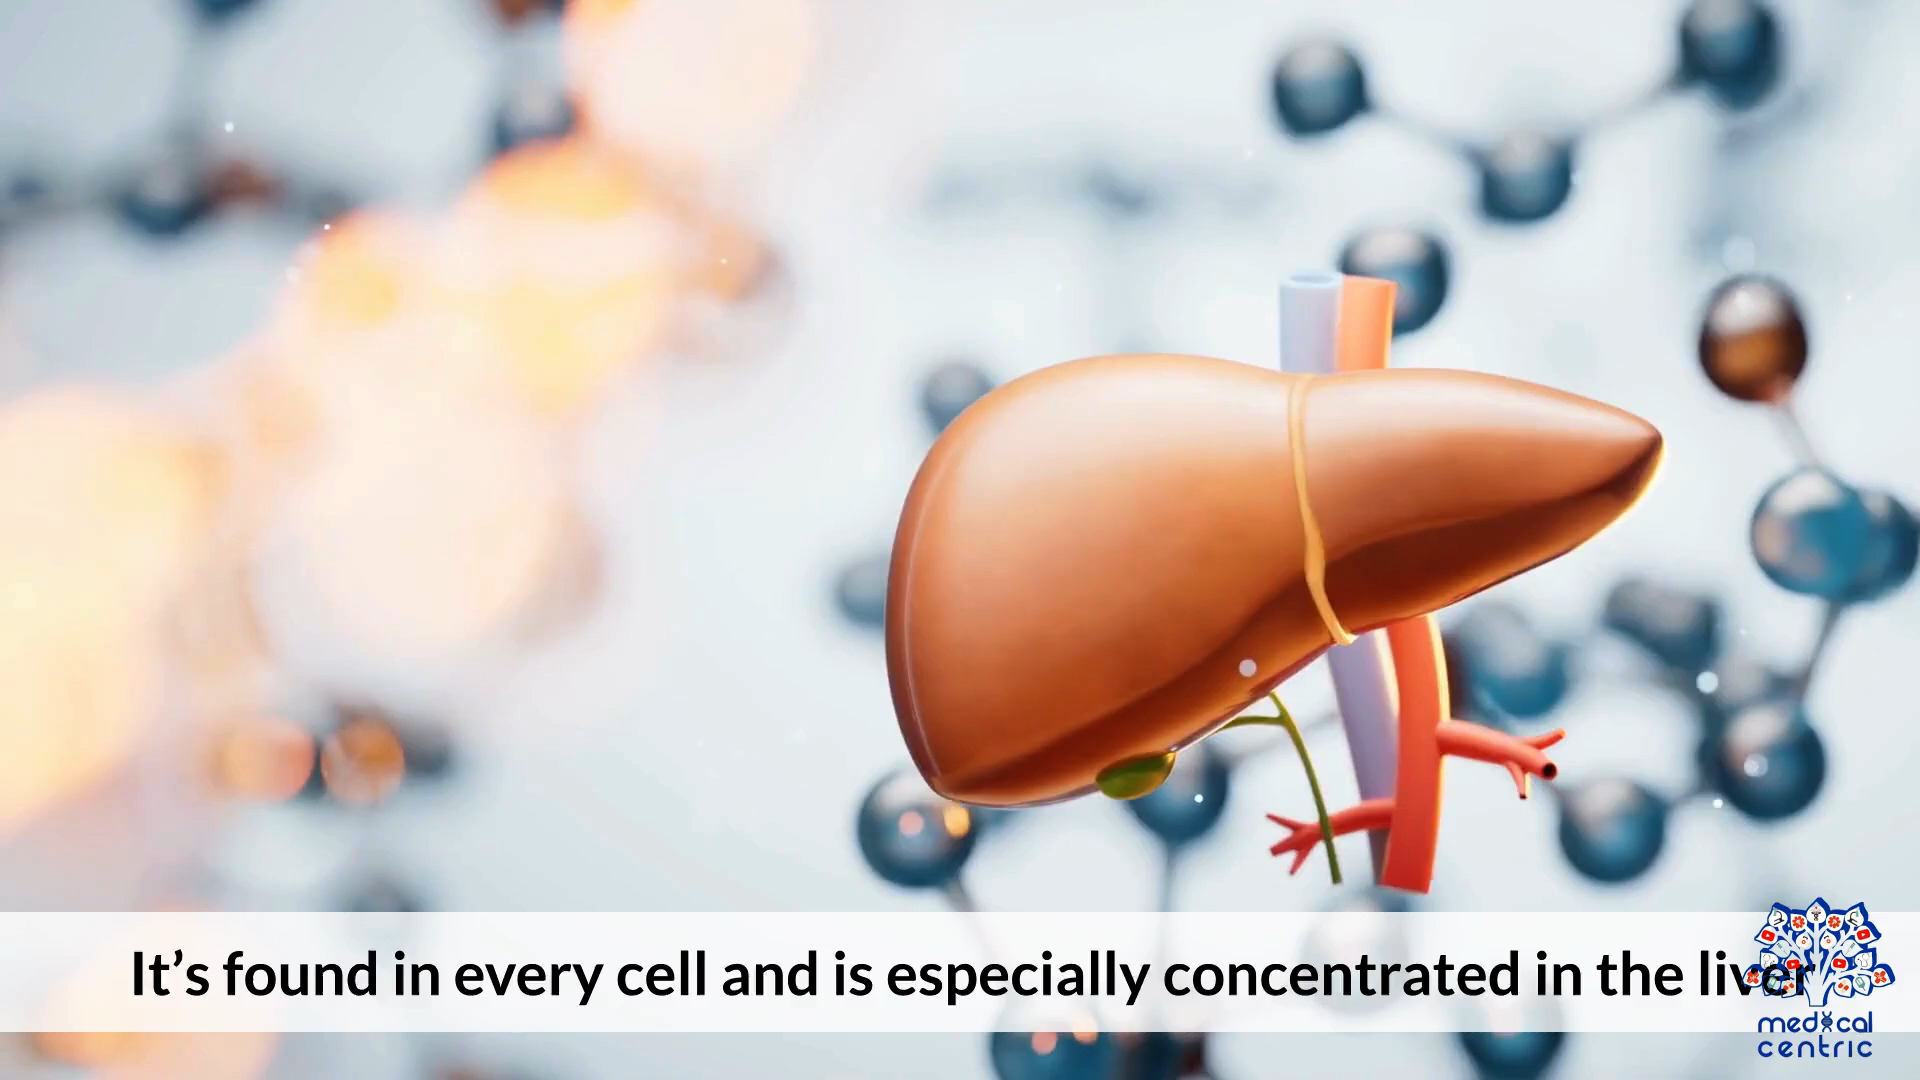 It’s found in every cell and is especially concentrated in the liver
medical
centric